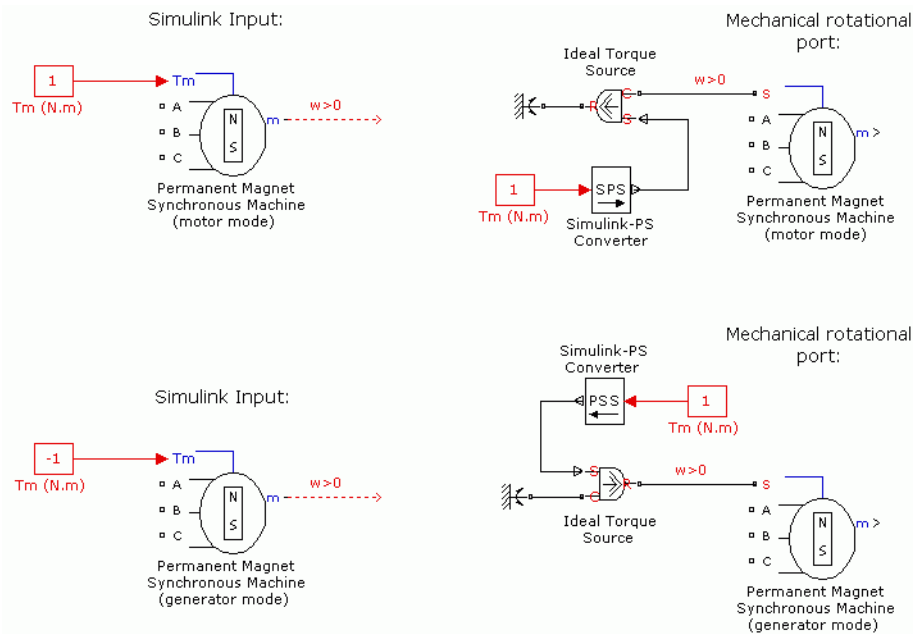 Simulink Input:
1
Tm (N.m)
Tm
A
B
C
N
S
m
w>0
Permanent Magnet
Synchronous Machine
(motor mode)
Mechanical rotational
port:
Ideal Torque
Source
R
C
S
w>0
1
Tm (N.m)
SPS
Simulink-PS
Converter
S
A
B
C
N
S
m >
Permanent Magnet
Synchronous Machine
(motor mode)
Simulink Input:
-1
Tm (N.m)
Tm
A
B
C
N
S
m
w>0
Permanent Magnet
Synchronous Machine
(generator mode)
Mechanical rotational
port:
Simulink-PS
Converter
PSS
1
Tm (N.m)
S
C
R
w>0
Ideal Torque
Source
S
A
B
C
N
S
m >
Permanent Magnet
Synchronous Machine
(generator mode)